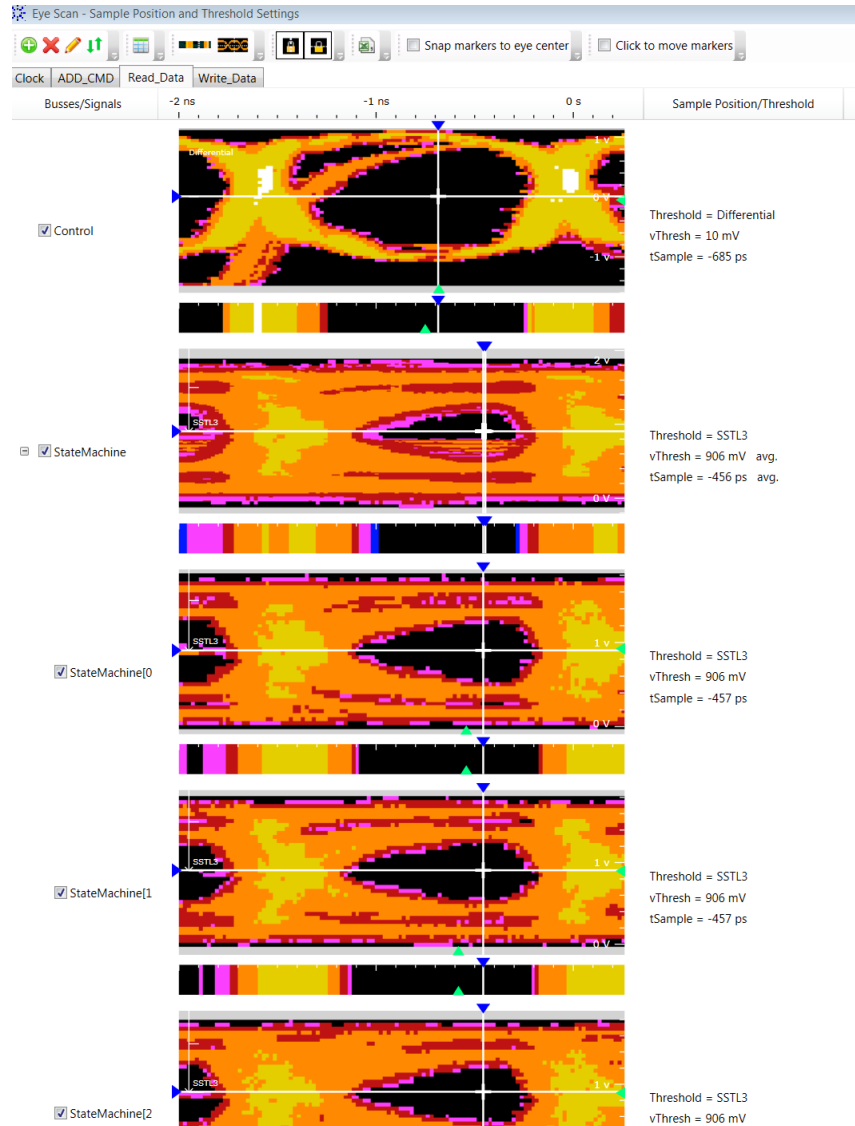 Eye Scan - Sample Position and Threshold Settings
Snap markers to eye center
Click to move markers
Clock ADD_CMD Read_Data Write_Data
Busses/Signals -2 ns -1 ns 0 s Sample Position/Threshold
Differential
1 V
0 V
-1 V
Control
Threshold = Differential
vThresh = 10 mV
tSample = -685 ps
2 V
SSTL3
0 V
StateMachine
Threshold = SSTL3
vThresh = 906 mV avg.
tSample = -456 ps avg.
SSTL3
1 V
0 V
StateMachine[0
Threshold = SSTL3
vThresh = 906 mV
tSample = -457 ps
SSTL3
1 V
0 V
StateMachine[1
Threshold = SSTL3
vThresh = 906 mV
tSample = -457 ps
SSTL3
1 V
StateMachine[2
Threshold = SSTL3
vThresh = 906 mV